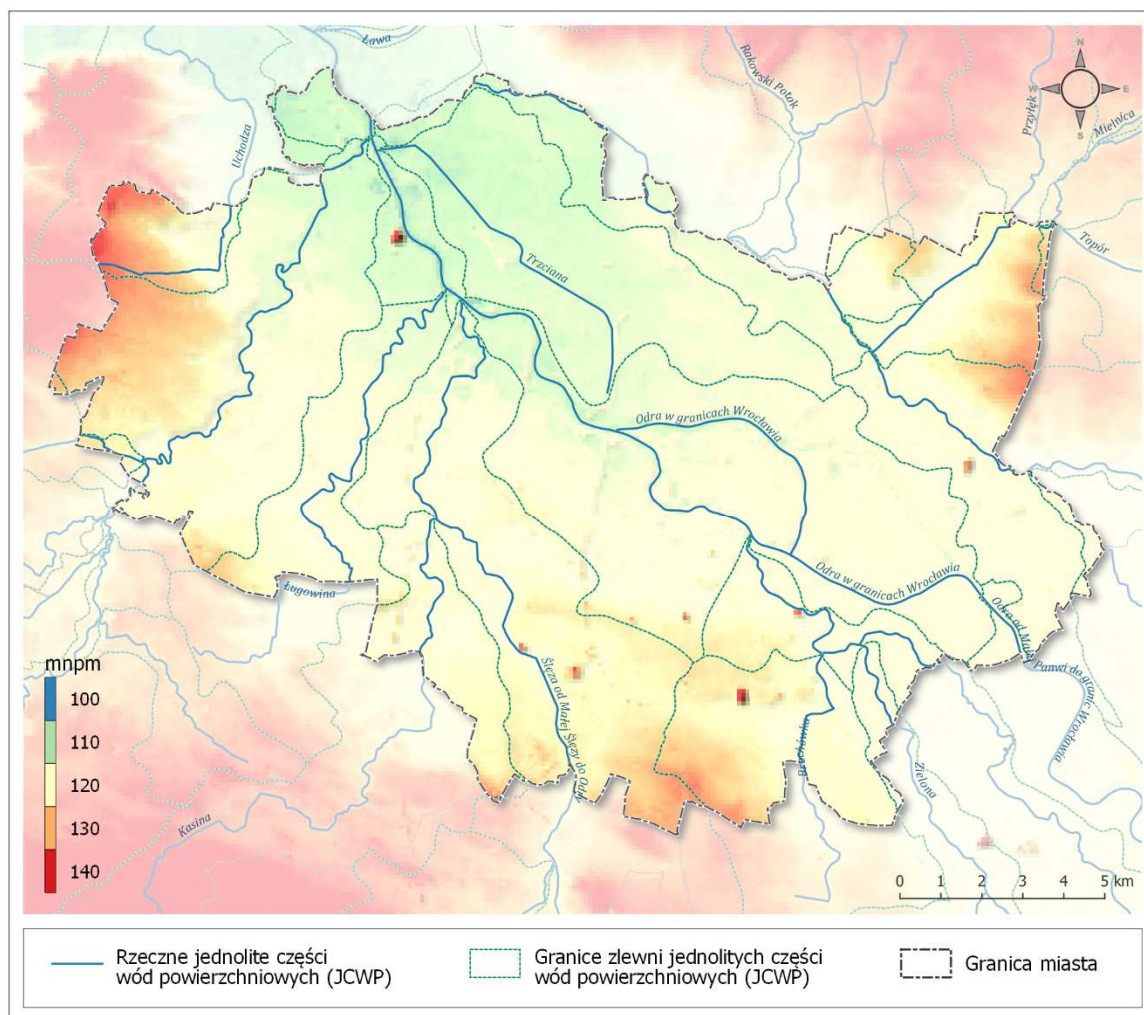 Ława
Rakowski Potok
N
W
E
S
Przyłęk
Mielnica
Uchodza
Topór
Trzciana
Odra w granicach Wrocławia
Odra w granicach Wrocławia
Ługowina
Odra od Małej Panwi do granic Wrocławia
mnpm
100
110
120
130
140
Ślęza od Małej Ślęzy do Odry
Brochówka
Zielona
Kasina
0 1 2 3 4 5 km
Rzeczne jednolite części
wód powierzchniowych (JCWP)
Granice zlewni jednolitych części
wód powierzchniowych (JCWP)
Granica miasta